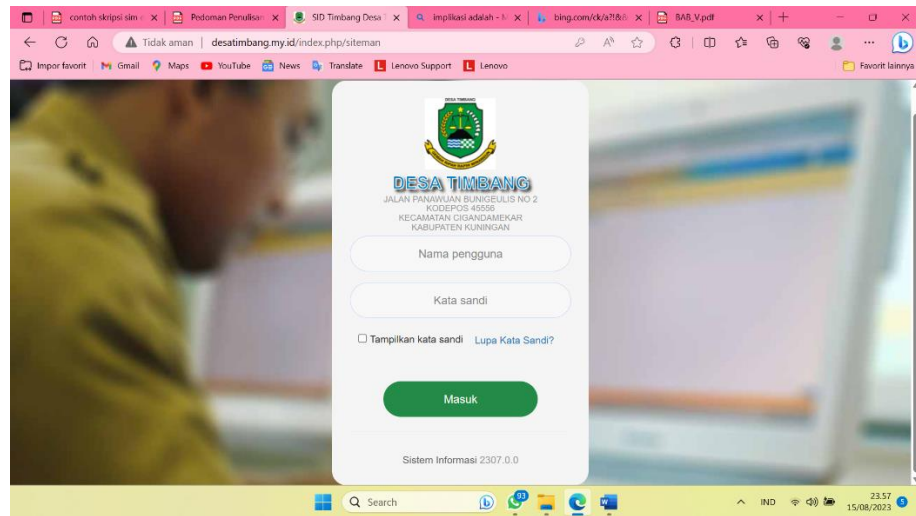 contoh skripsi sim
Pedoman Penulisan
SID Timbang Desa T
implikasi adalah - M
bing.com/ck/a?!&&
BAB_V.pdf
Tidak aman
desatimbang.my.id/index.php/siteman
Impor favorit
Gmail
Maps
YouTube
News
Translate
Lenovo Support
Lenovo
Favorit lainnya
DESA TIMBANG
DESA TIMBANG
JALAN PANAWUAN BUNIGEULIS NO 2
KODEPOS 45556
KECAMATAN CIGANDAMEKAR
KABUPATEN KUNINGAN
Nama pengguna
Kata sandi
Tampilkan kata sandi Lupa Kata Sandi?
Masuk
Sistem Informasi 2307.0.0
Search
93
IND
23.57
15/08/2023
5